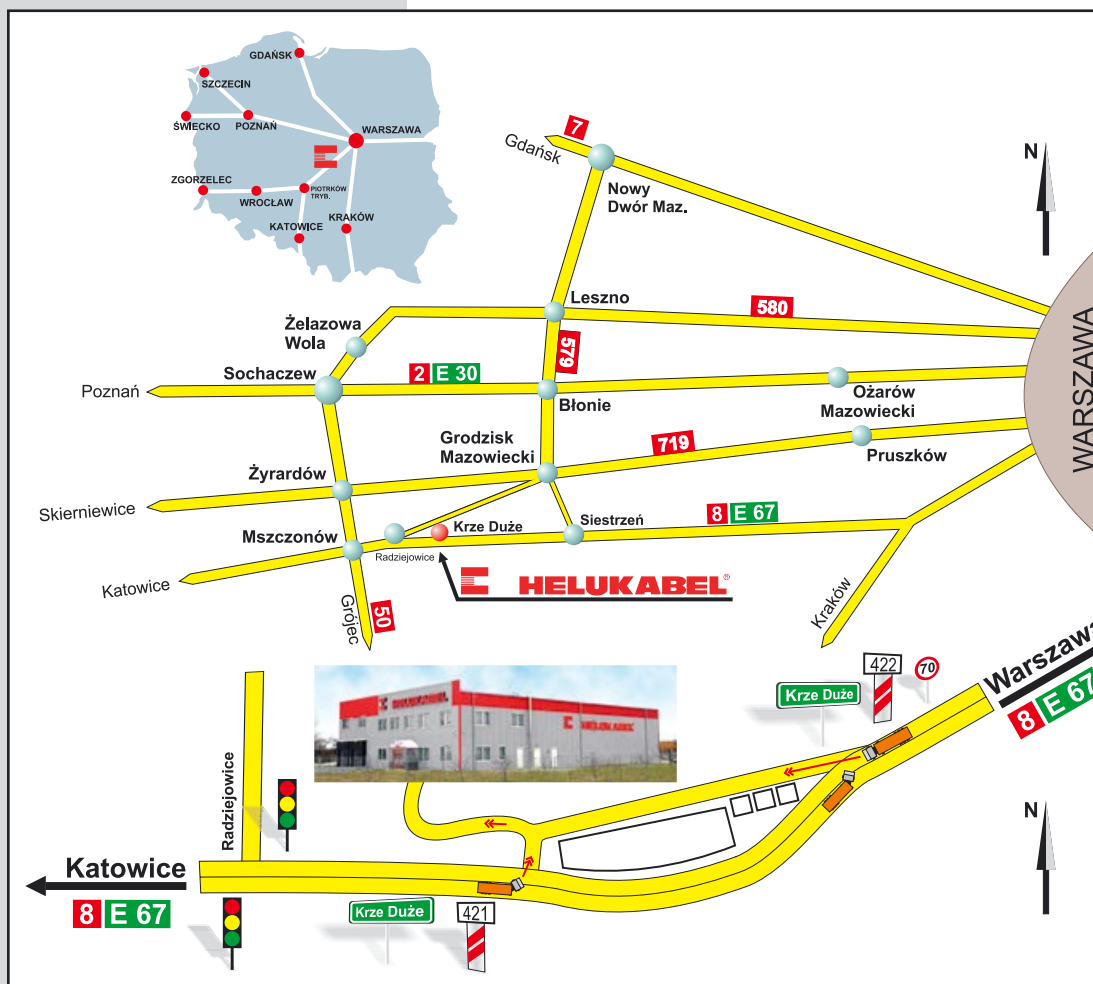 GDAŃSK
SZCZECIN
ŚWIECKO
POZNAŃ
WARSZAWA
ZGORZELEC
WROCŁAW
PIOTRKÓW
TRYB.
KATOWICE
KRAKÓW
Gdańsk
7
Nowy
Dwór Maz.
N
Leszno
580
579
Żelazowa
Wola
Sochaczew
2 E 30
Poznań
Błonie
Ożarów
Mazowiecki
WARSZAWA
Grodzisk
Mazowiecki
719
Pruszków
Żyrardów
Skierniewice
8 E 67
Krze Duże
Siestrzeń
Mszczonów
Radziejowice
Katowice
HELUKABEL®
Grójec
50
Kraków
Warszawa
8 E 67
422
70
Krze Duże
HELUKABEL
HELUKABEL
Radziejowice
N
Katowice
8 E 67
Krze Duże
421